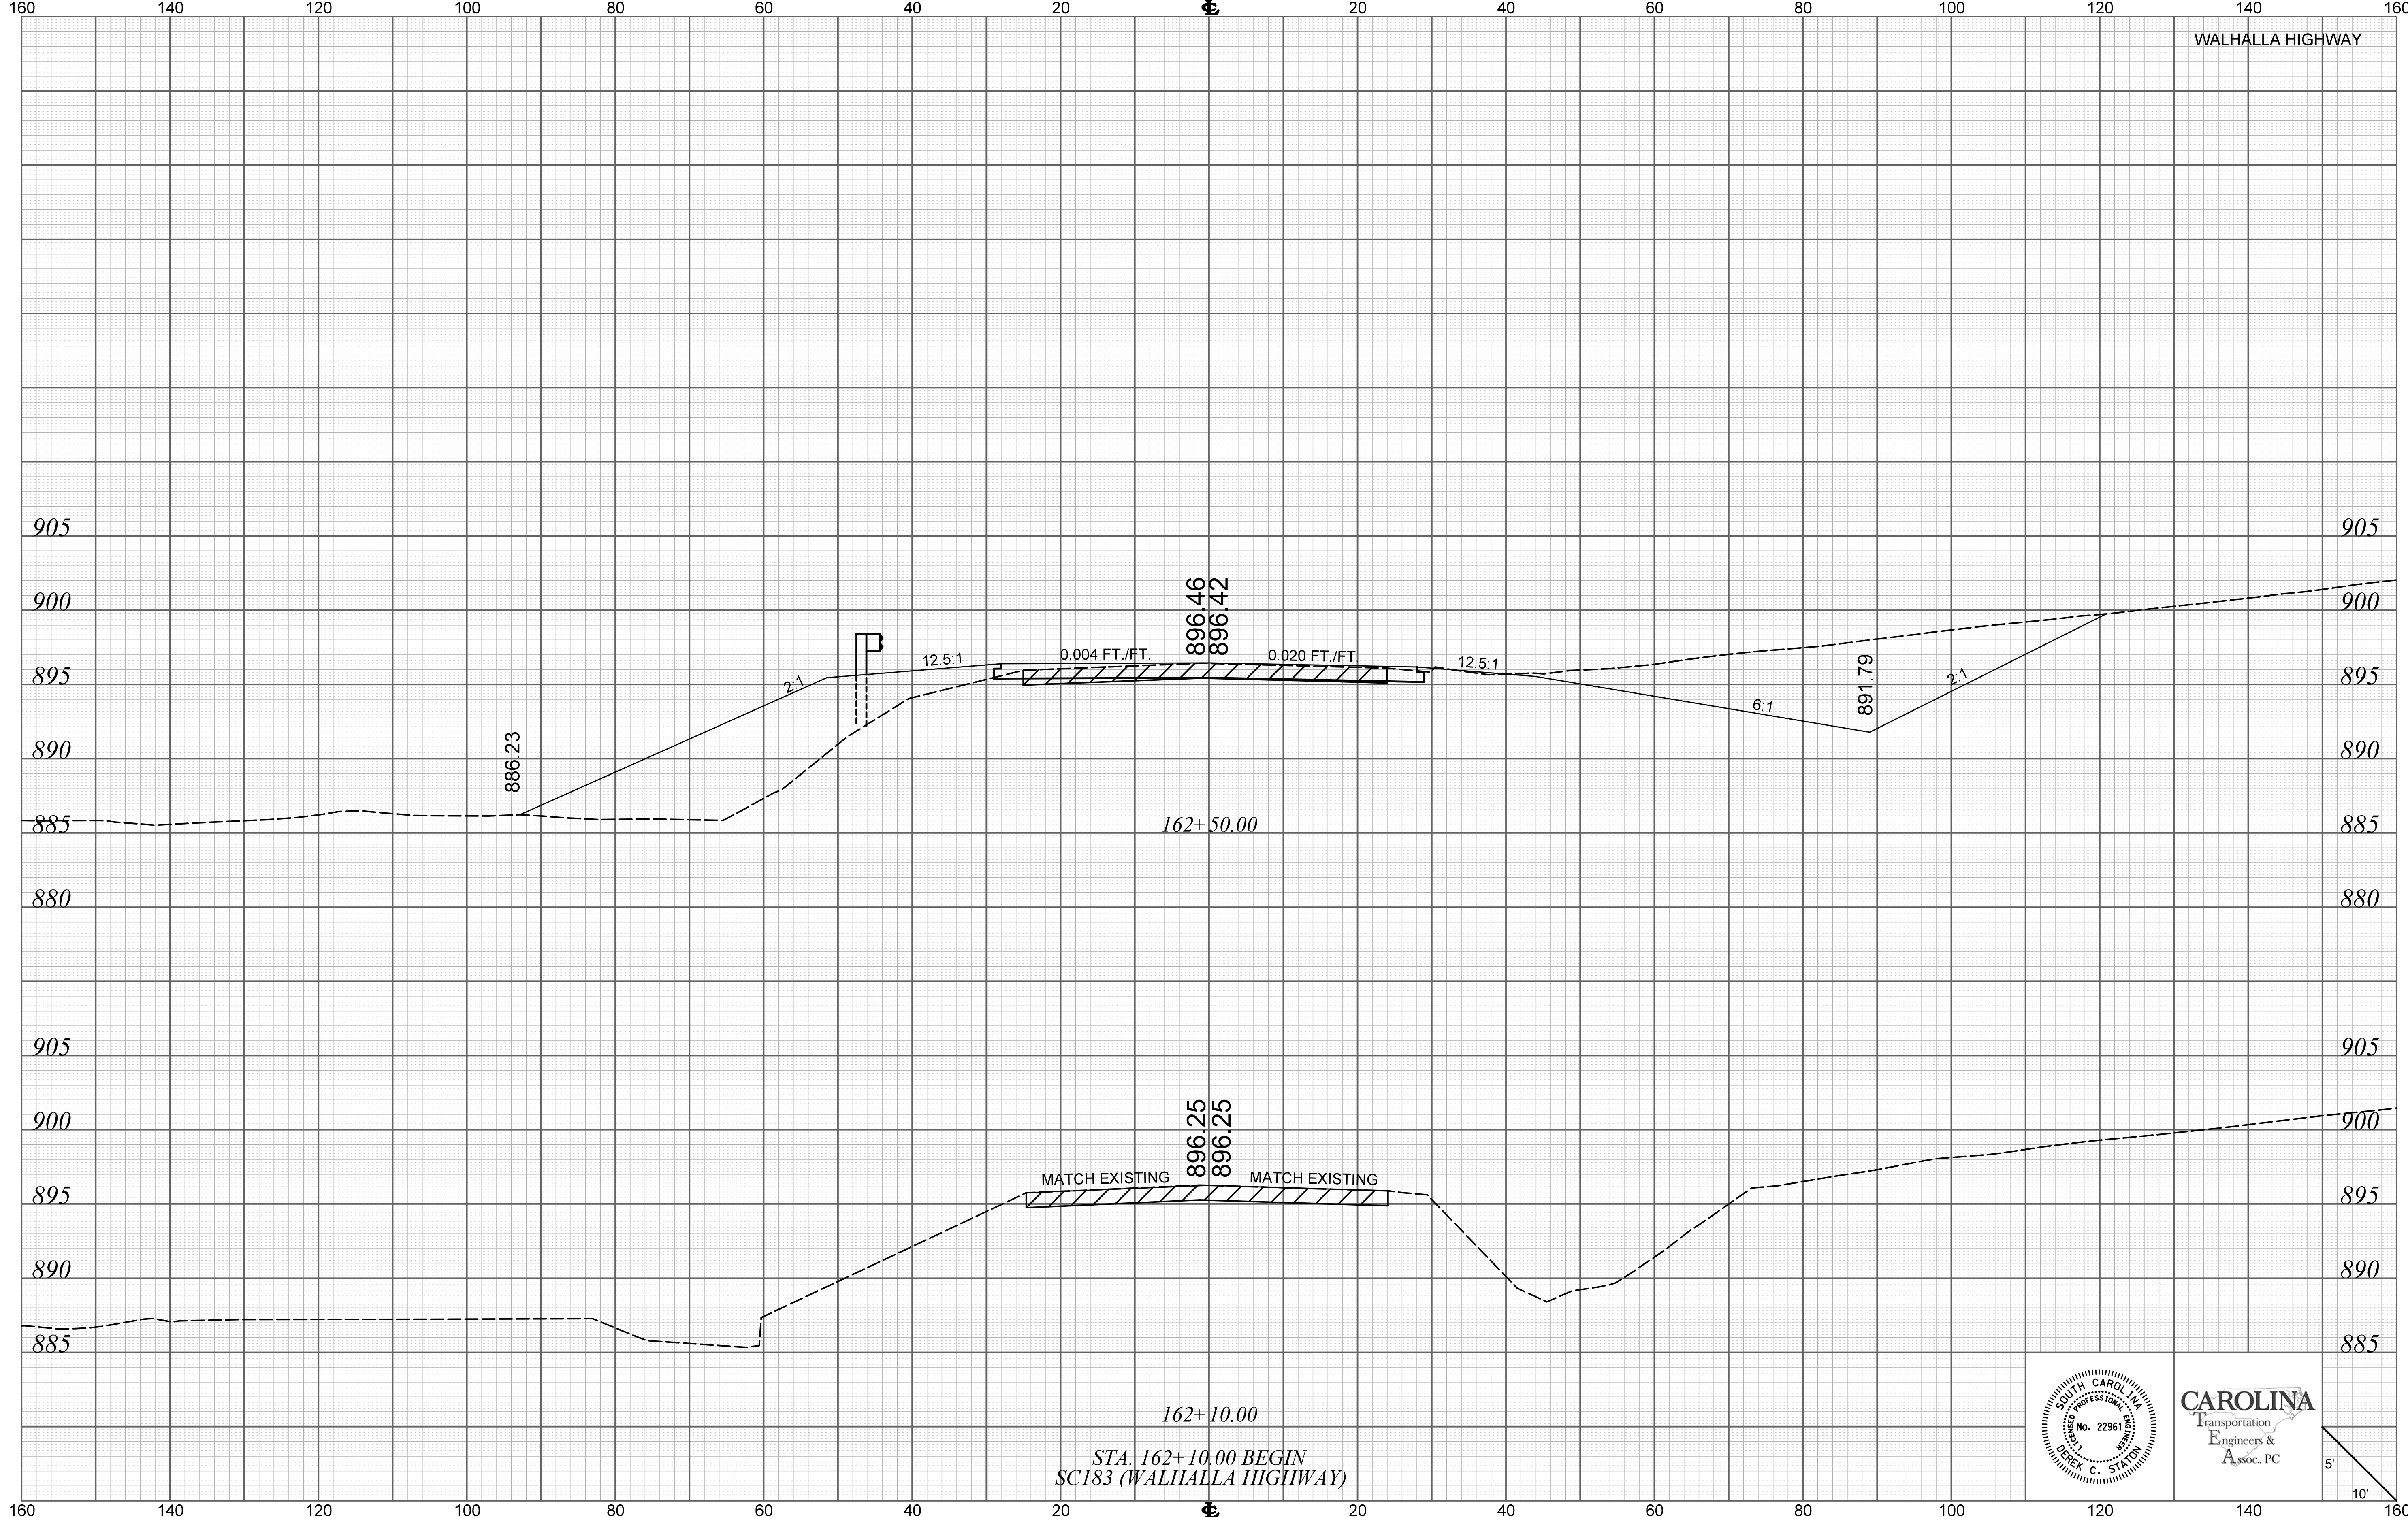 160 140 120 100 80 60 40 20 ℄ 20 40 60 80 100 120 140 160
WALHALLA HIGHWAY
905 905
896.46 896.42
900 900
0.004 FT./FT. 0.020 FT./FT.
12.5:1 12.5:1
895 895
2:1 891.79 2:1
6:1
886.23
890 890
885 162+50.00 885
880 880
905 905
896.25 896.25
900 900
MATCH EXISTING MATCH EXISTING
895 895
890 890
885 885
162+10.00
STA. 162+10.00 BEGIN
SC183 (WALHALLA HIGHWAY)
SOUTH CAROLINA
LICENSED PROFESSIONAL ENGINEER
No. 22961
DEREK C. STATON
CAROLINA
Transportation
Engineers &
Assoc., PC
5'
10'
160 140 120 100 80 60 40 20 ℄ 20 40 60 80 100 120 140 160